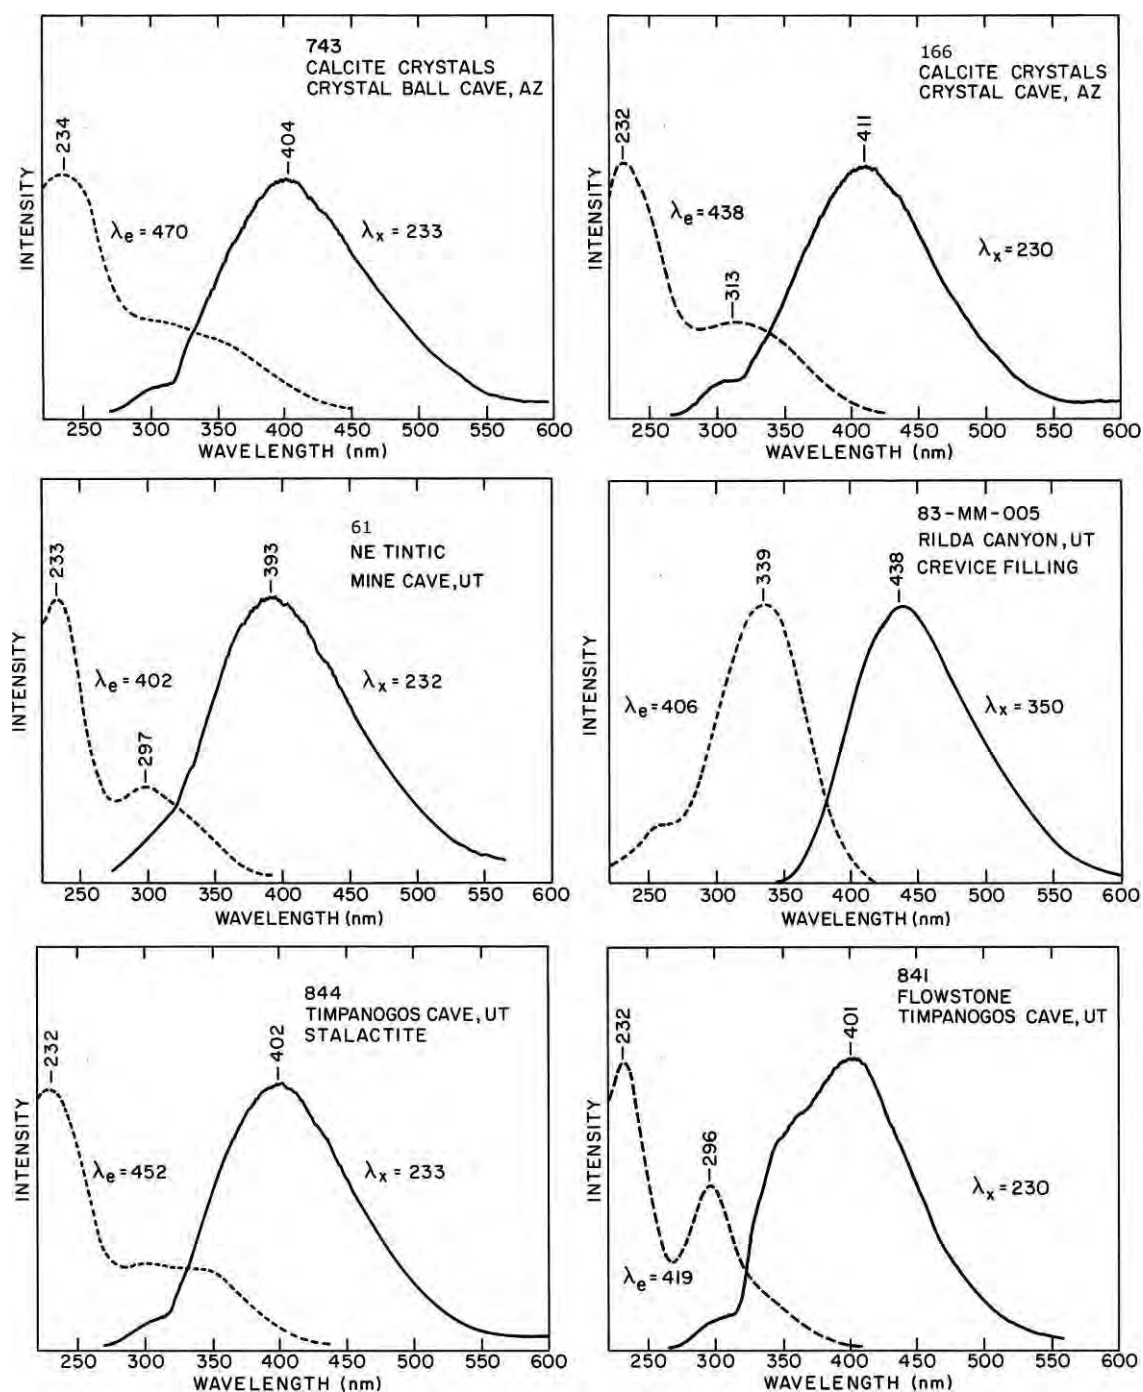 743
CALCITE CRYSTALS
CRYSTAL BALL CAVE, AZ
234
404
λe = 470
λx = 233
INTENSITY
250 300 350 400 450 500 550 600
WAVELENGTH (nm)
166
CALCITE CRYSTALS
CRYSTAL CAVE, AZ
232
411
λe = 438
313
λx = 230
INTENSITY
250 300 350 400 450 500 550 600
WAVELENGTH (nm)
61
NE TINTIC
MINE CAVE, UT
233
393
λe = 402
λx = 232
297
INTENSITY
250 300 350 400 450 500 550 600
WAVELENGTH (nm)
83-MM-005
RILDA CANYON, UT
CREVICE FILLING
339
438
λe = 406
λx = 350
INTENSITY
250 300 350 400 450 500 550 600
WAVELENGTH (nm)
844
TIMPANOGOS CAVE, UT
STALACTITE
232
402
λe = 452
λx = 233
INTENSITY
250 300 350 400 450 500 550 600
WAVELENGTH (nm)
841
FLOWSTONE
TIMPANOGOS CAVE, UT
232
401
296
λx = 230
λe = 419
INTENSITY
250 300 350 400 450 500 550 600
WAVELENGTH (nm)